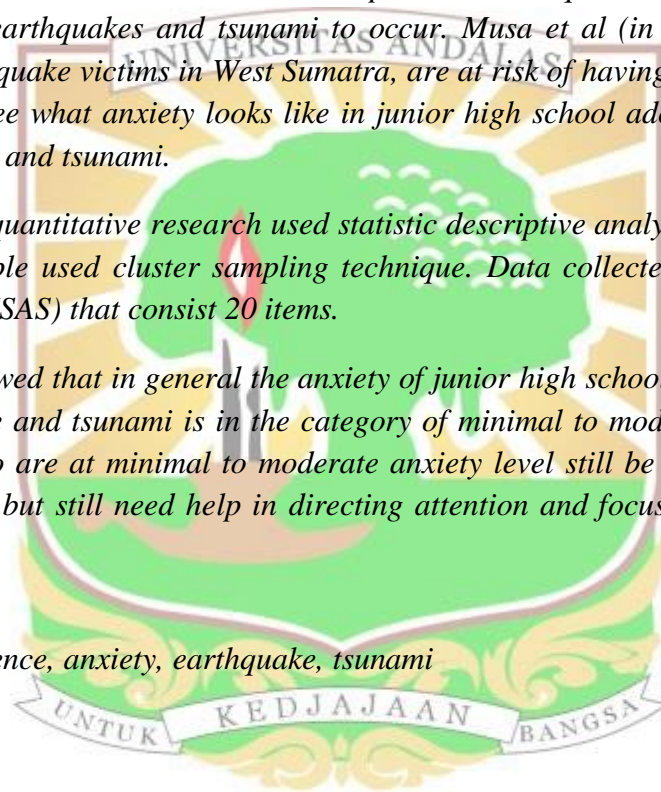 earthquakes and tsunami to occur. Musa et al (in
UNIVERSITAS ANDALAS
quake victims in West Sumatra, are at risk of having
ee what anxiety looks like in junior high school ado
and tsunami.
quantitative research used statistic descriptive analy
ple used cluster sampling technique. Data collecte
SAS) that consist 20 items.
wed that in general the anxiety of junior high school
e and tsunami is in the category of minimal to mod
o are at minimal to moderate anxiety level still be
but still need help in directing attention and focus
ence, anxiety, earthquake, tsunami
UNTUK KEDJAJAAN BANGSA